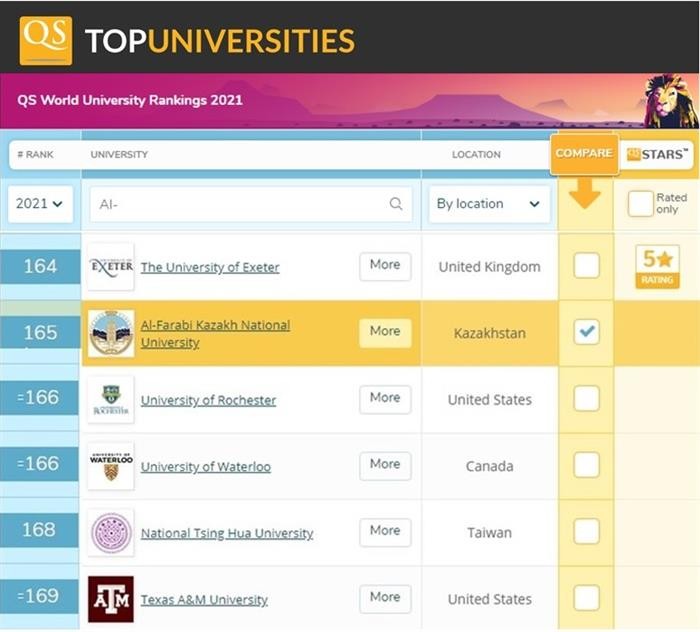 QS TOPUNIVERSITIES
QS World University Rankings 2021
# RANK UNIVERSITY LOCATION COMPARE QS STARS™
2021 Al- By location Rated only
164 UNIVERSITY OF EXETER The University of Exeter More United Kingdom 5 RATING
165 Al-Farabi Kazakh National University More Kazakhstan
=166 ROCHESTER University of Rochester More United States
=166 UNIVERSITY OF WATERLOO University of Waterloo More Canada
168 National Tsing Hua University More Taiwan
=169 ATM Texas A&M University More United States